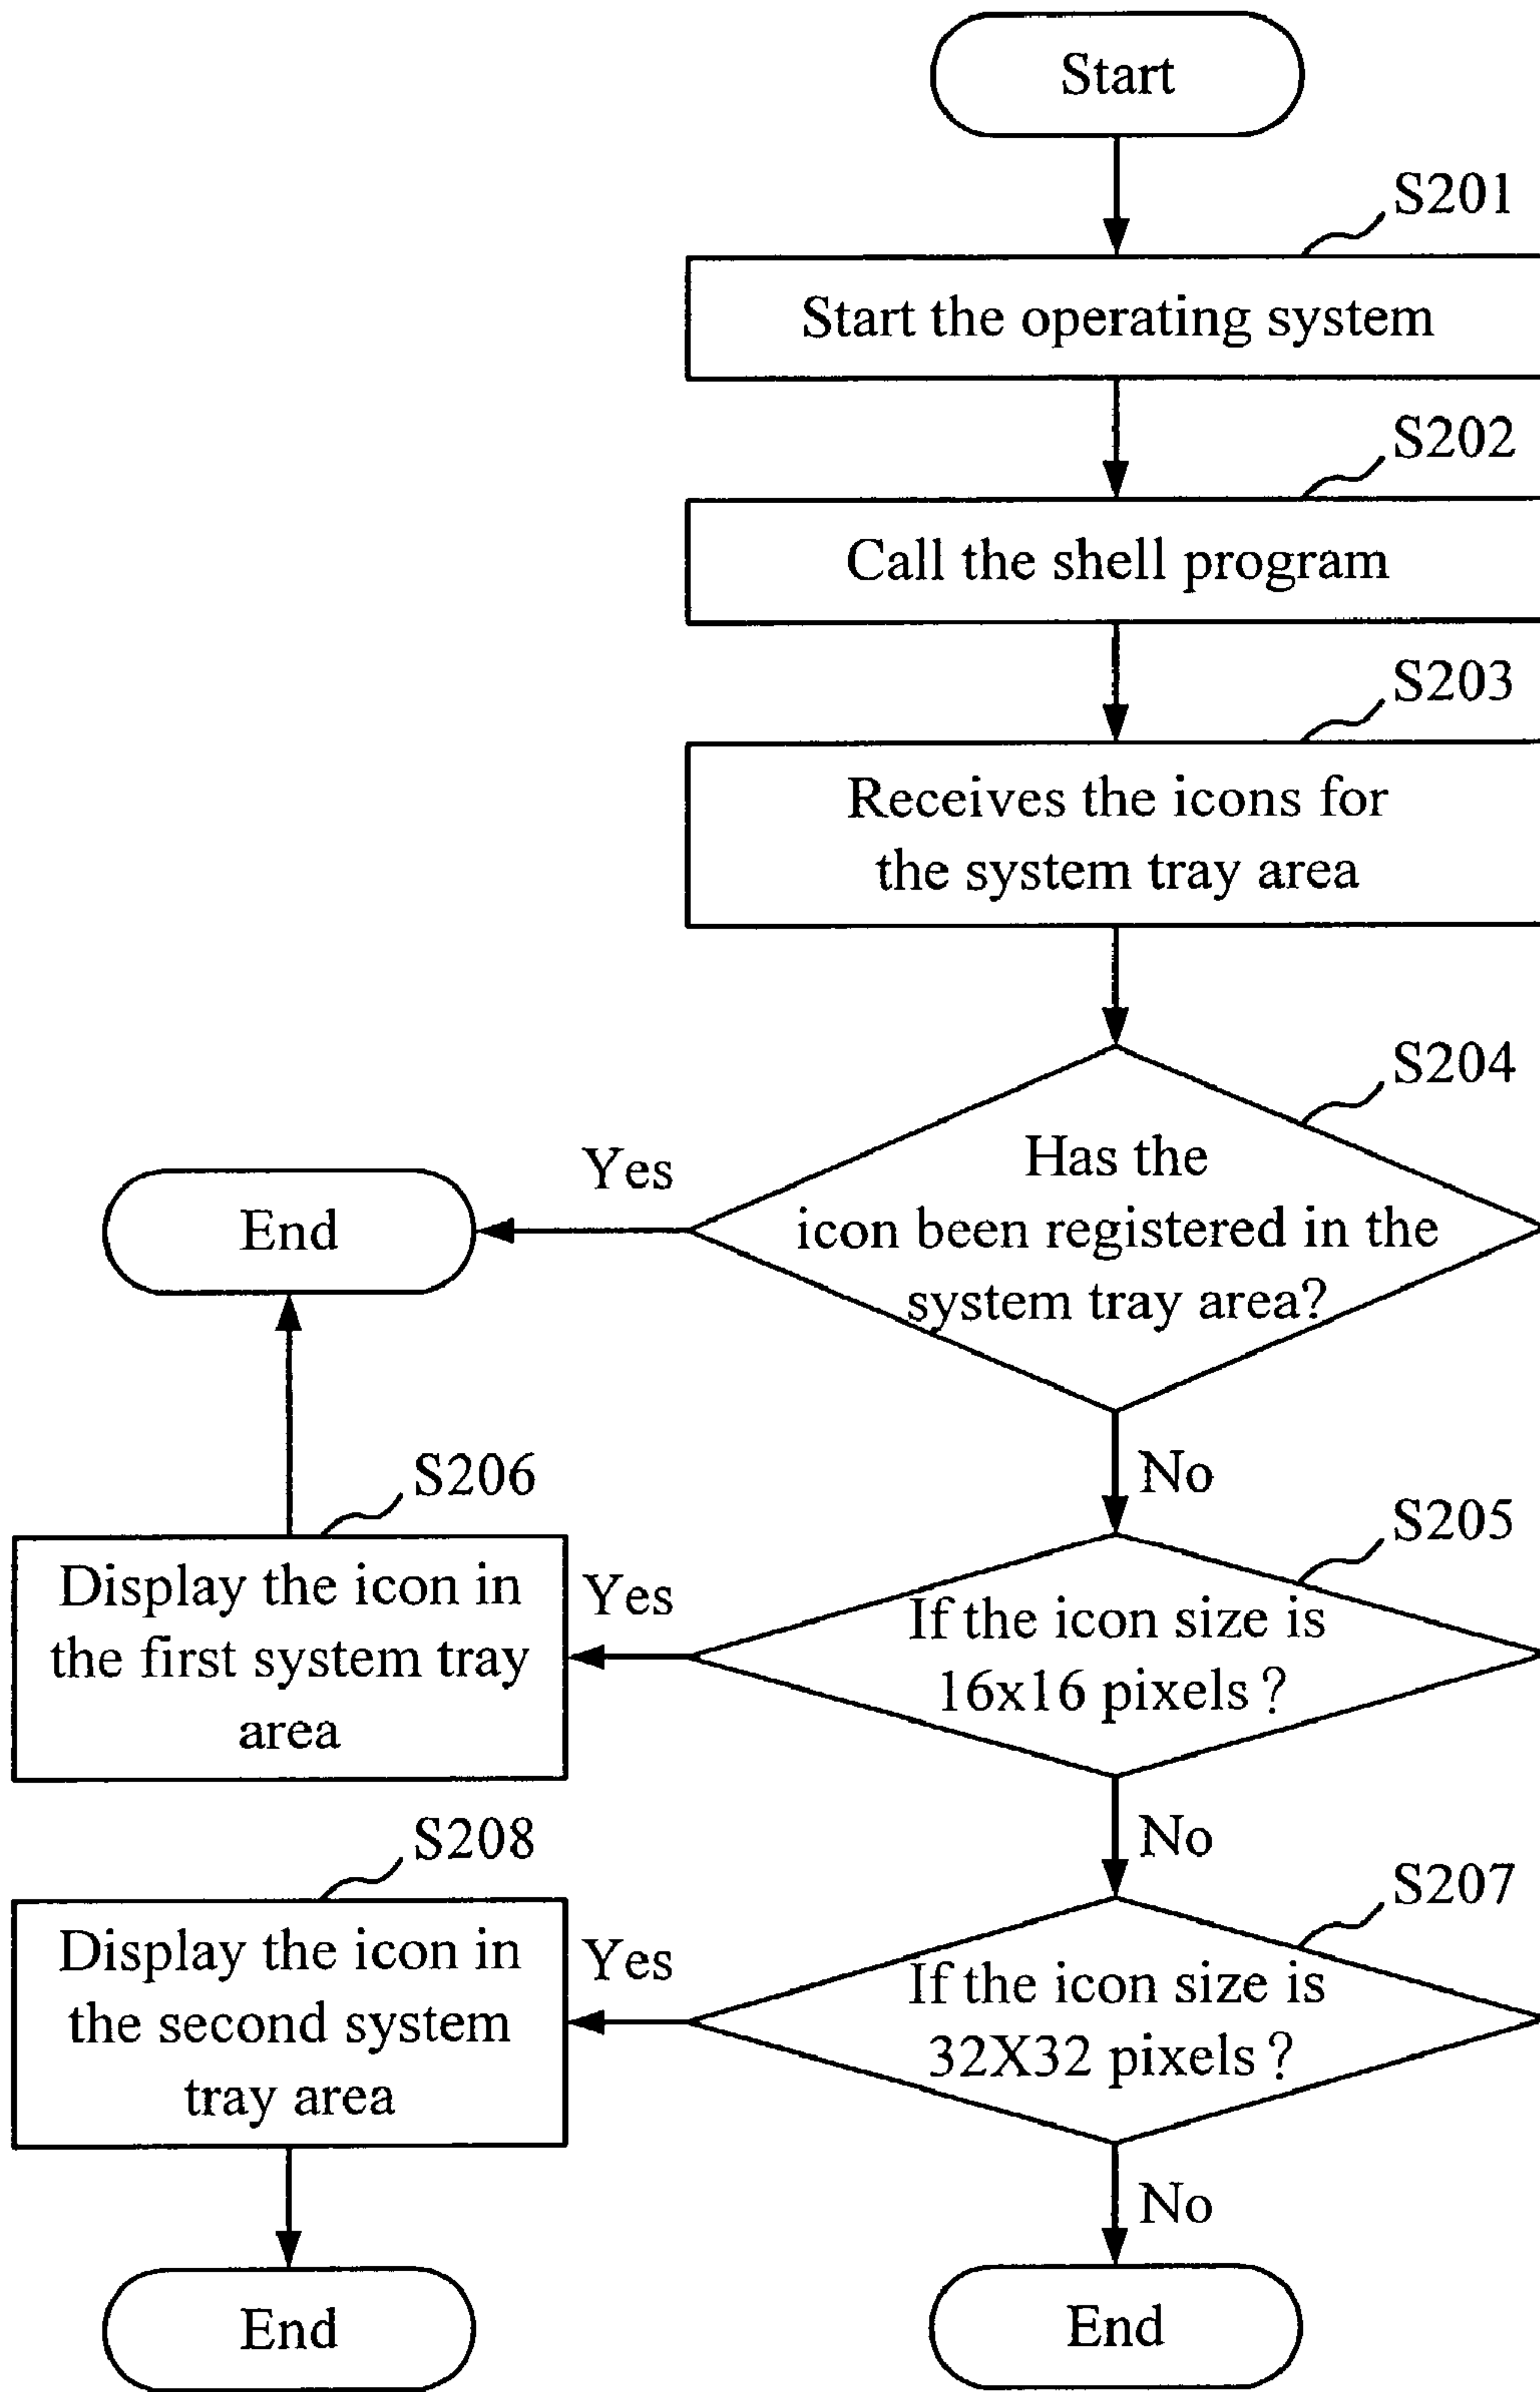 Start
S201
Start the operating system
S202
Call the shell program
S203
Receives the icons for
the system tray area
S204
Has the
icon been registered in the
system tray area?
Yes
End
No
S206
S205
Display the icon in
the first system tray
area
Yes
If the icon size is
16x16 pixels ?
No
S208
S207
Display the icon in
the second system
tray area
Yes
If the icon size is
32X32 pixels ?
No
End
End